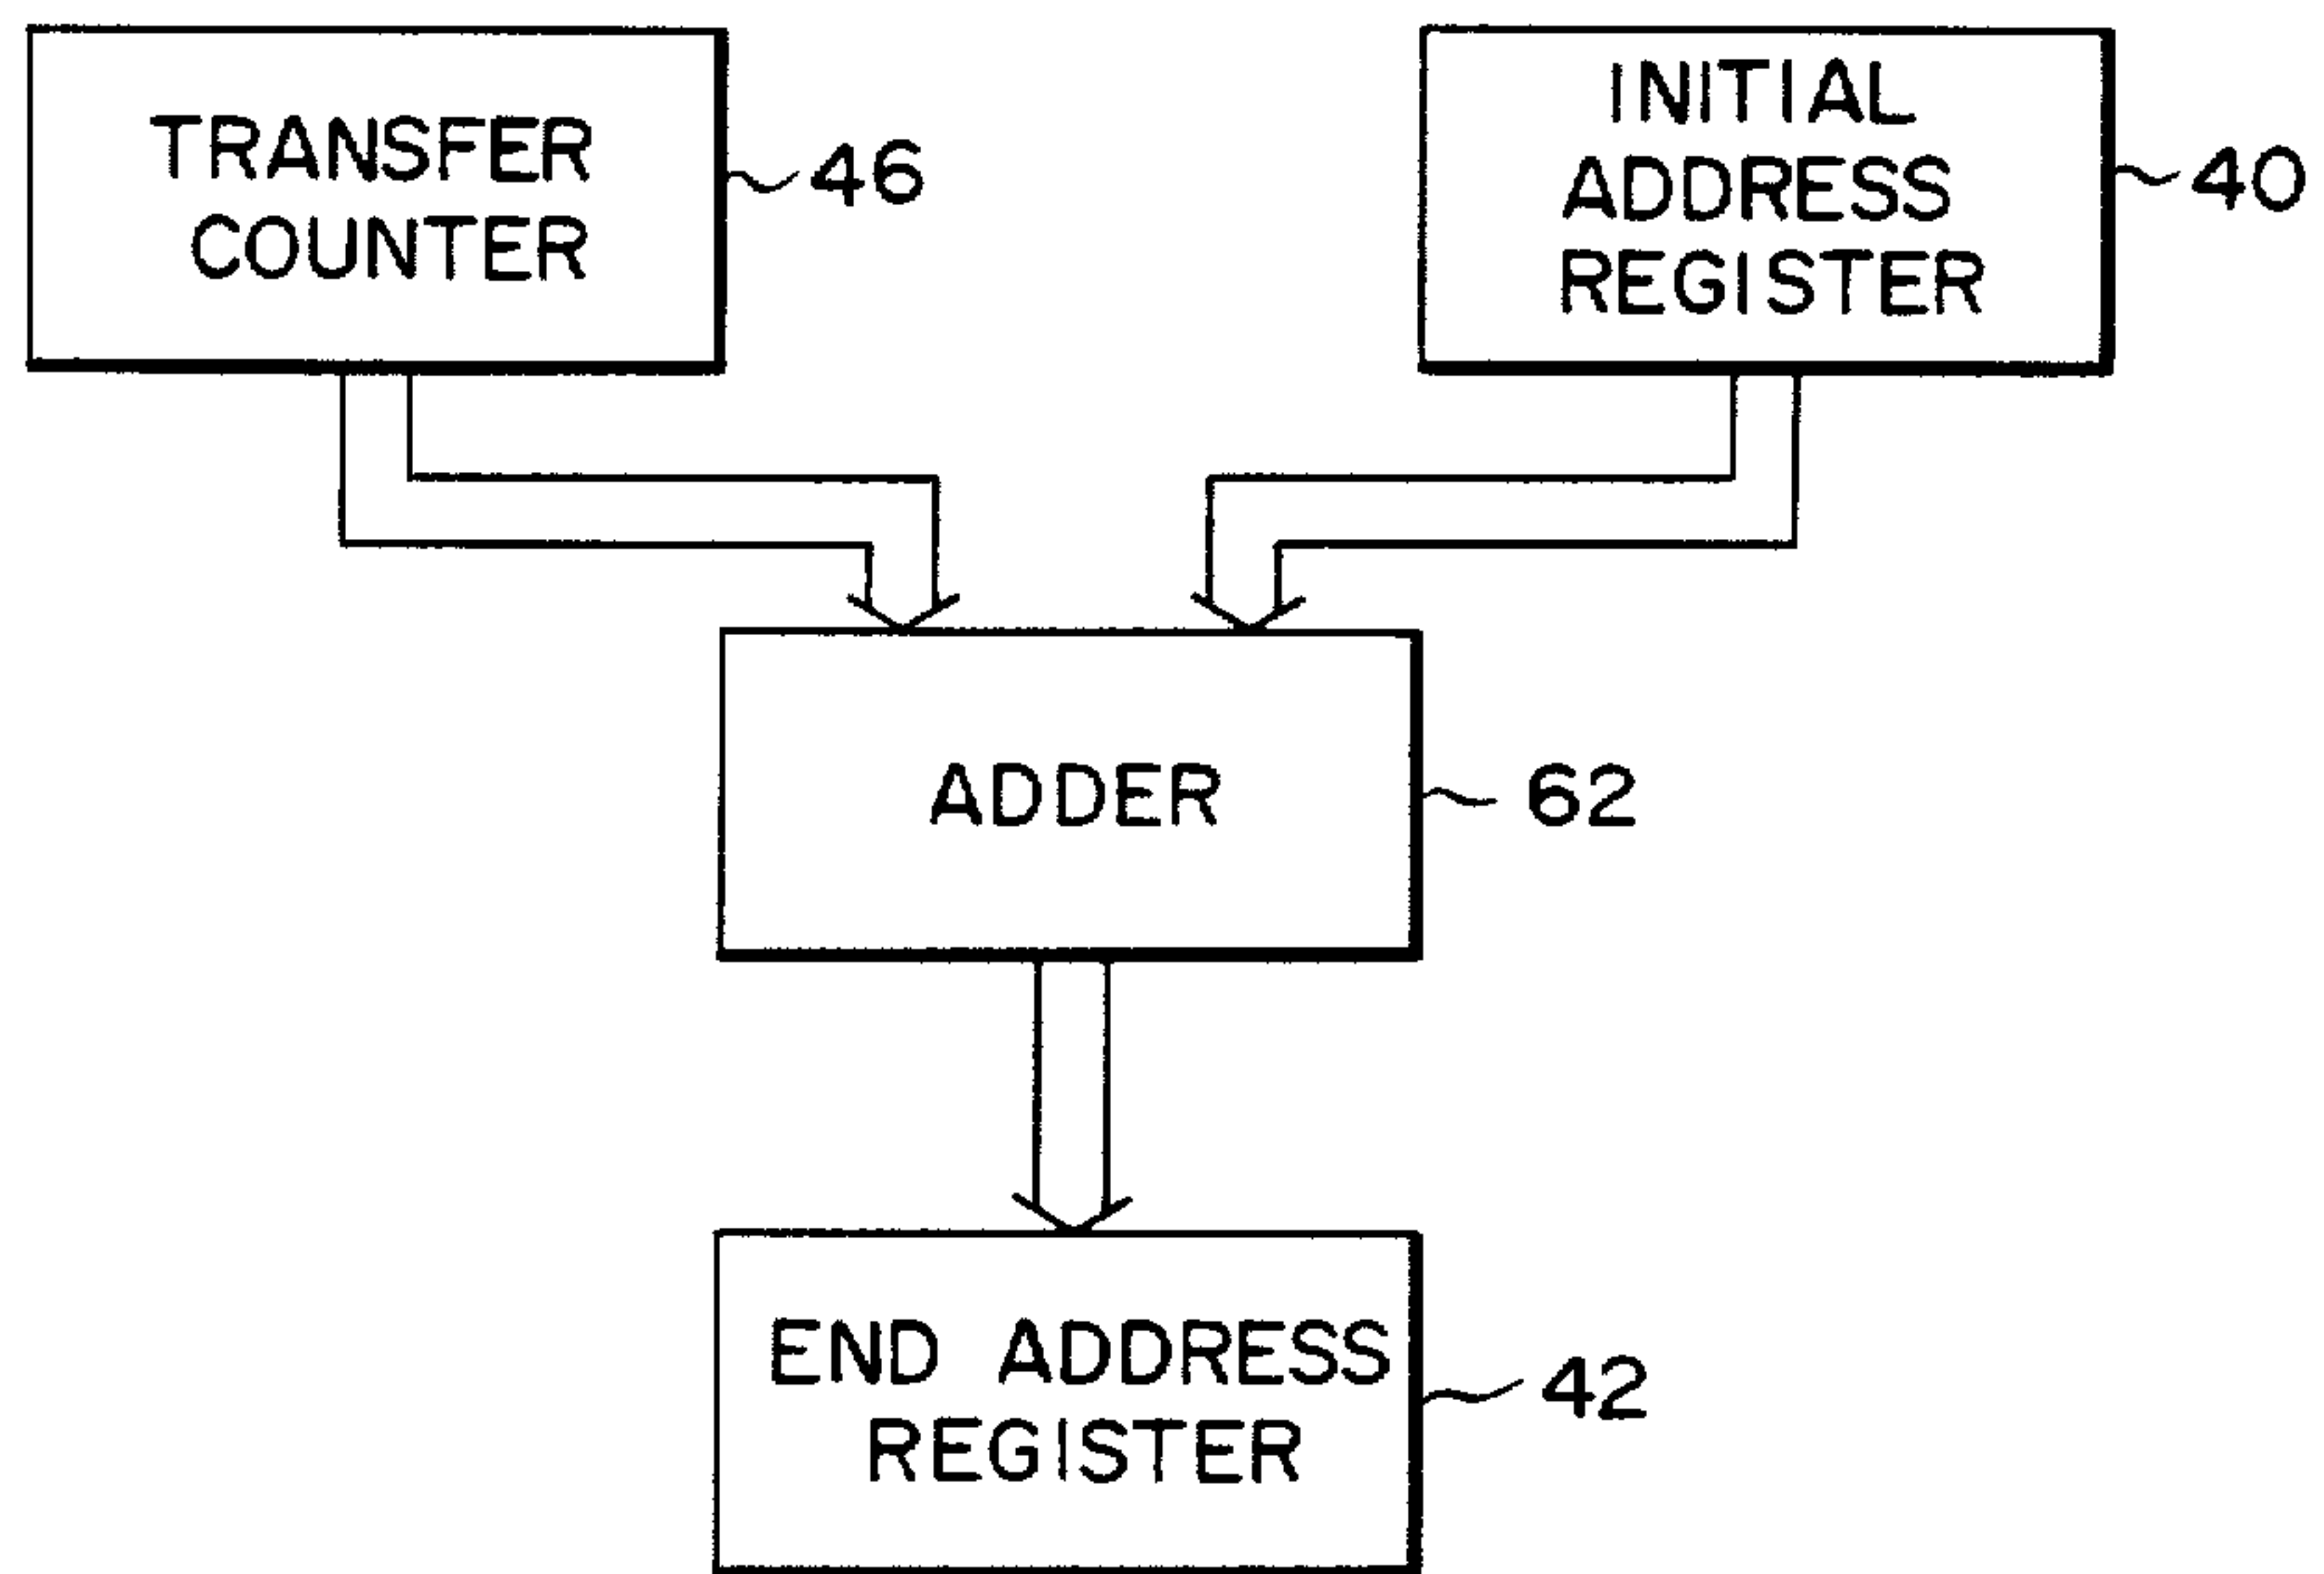 TRANSFER
COUNTER
46
INITIAL
ADDRESS
REGISTER
40
ADDER
62
END ADDRESS
REGISTER
42